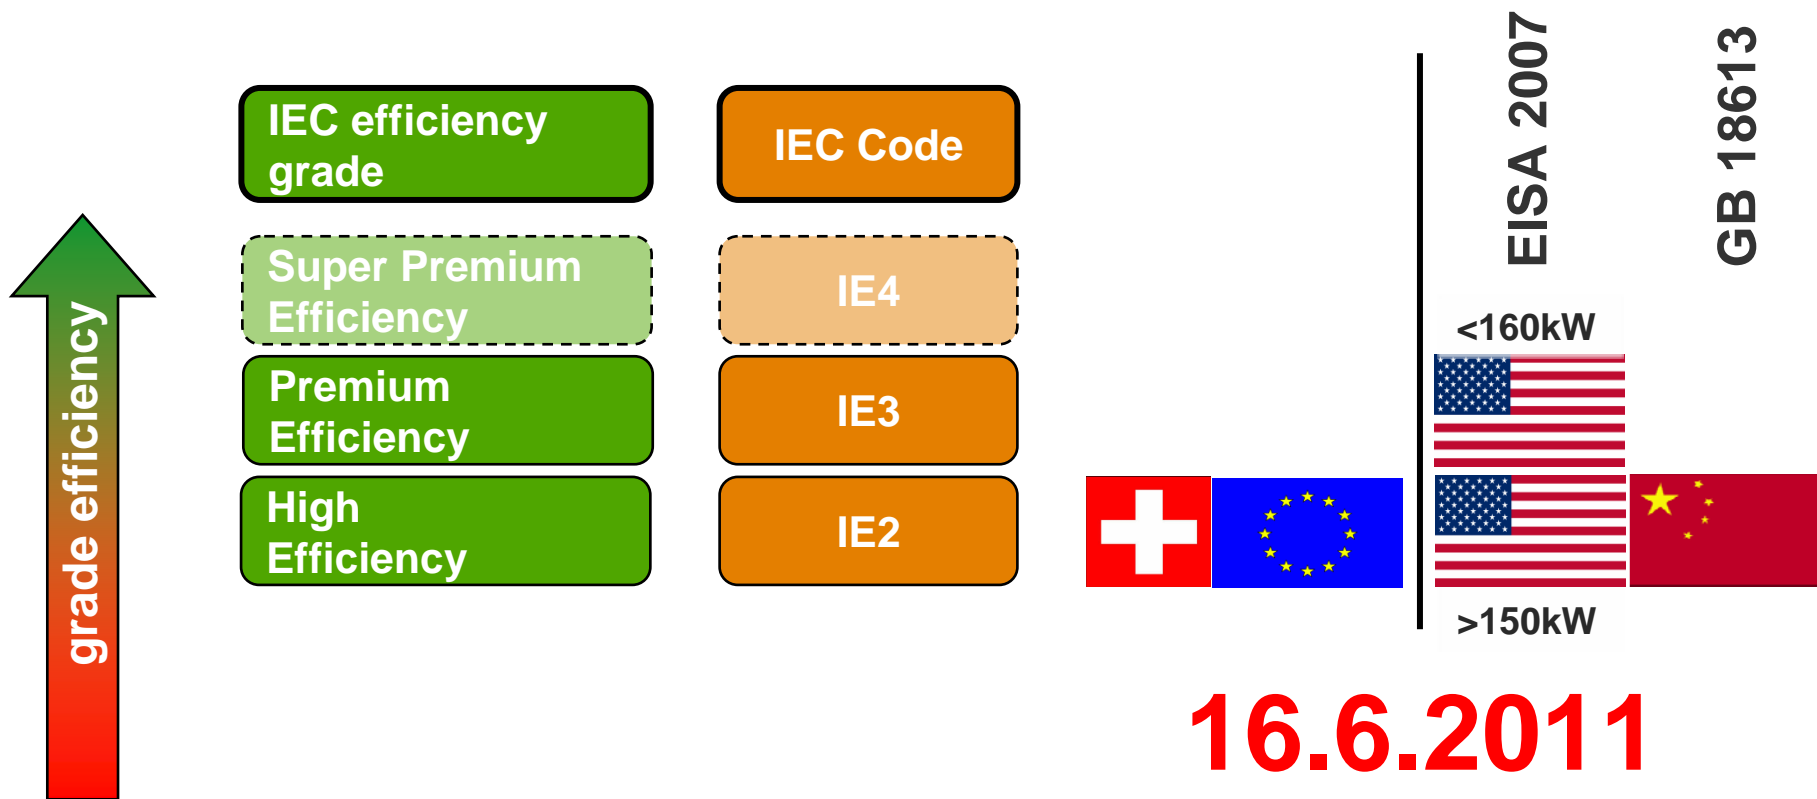 IEC efficiency
grade
IEC Code
EISA 2007
GB 18613
Super Premium
Efficiency
IE4
<160kW
Premium
Efficiency
IE3
High
Efficiency
IE2
>150kW
grade efficiency
16.6.2011